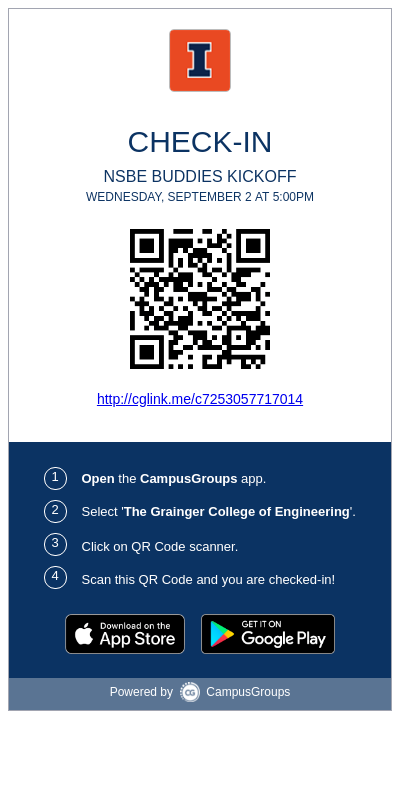 I
CHECK-IN
NSBE BUDDIES KICKOFF
WEDNESDAY, SEPTEMBER 2 AT 5:00PM
http://cglink.me/c7253057717014
1 Open the CampusGroups app.
2 Select 'The Grainger College of Engineering'.
3 Click on QR Code scanner.
4 Scan this QR Code and you are checked-in!
Download on the
App Store
GET IT ON
Google Play
Powered by CG CampusGroups